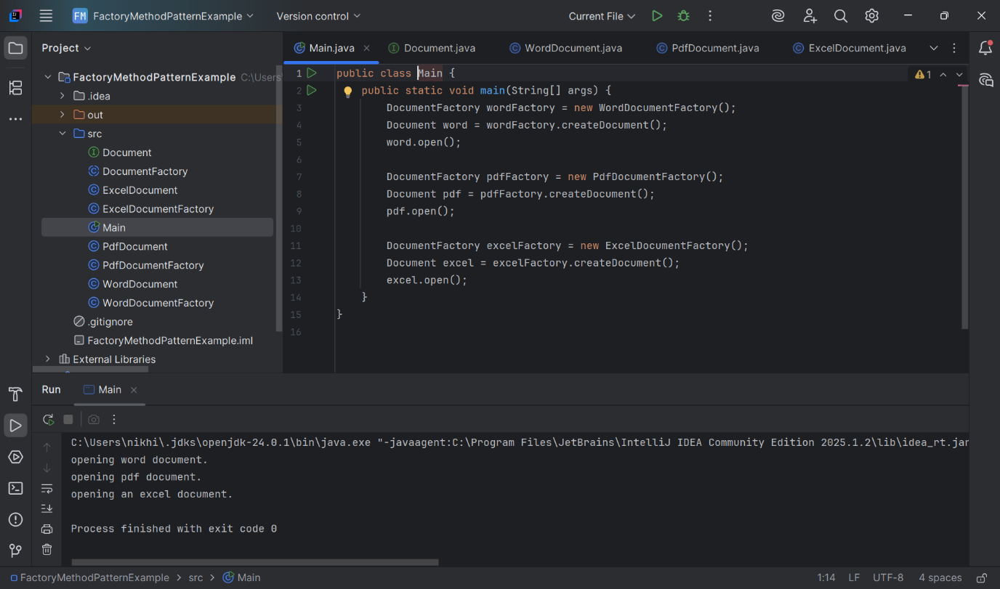 FM FactoryMethodPatternExample Version control Current File
Project
Main.java Document.java WordDocument.java PdfDocument.java ExcelDocument.java
FactoryMethodPatternExample C:\Users
.idea
out
src
Document
DocumentFactory
ExcelDocument
ExcelDocumentFactory
Main
PdfDocument
PdfDocumentFactory
WordDocument
WordDocumentFactory
.gitignore
FactoryMethodPatternExample.iml
External Libraries
1 public class Main {
2 public static void main(String[] args) {
3 DocumentFactory wordFactory = new WordDocumentFactory();
4 Document word = wordFactory.createDocument();
5 word.open();
6
7 DocumentFactory pdfFactory = new PdfDocumentFactory();
8 Document pdf = pdfFactory.createDocument();
9 pdf.open();
10
11 DocumentFactory excelFactory = new ExcelDocumentFactory();
12 Document excel = excelFactory.createDocument();
13 excel.open();
14 }
15 }
16
1
Run Main
C:\Users\nikhi\.jdks\openjdk-24.0.1\bin\java.exe "-javaagent:C:\Program Files\JetBrains\IntelliJ IDEA Community Edition 2025.1.2\lib\idea_rt.jar
opening word document.
opening pdf document.
opening an excel document.
Process finished with exit code 0
FactoryMethodPatternExample > src > Main 1:14 LF UTF-8 4 spaces